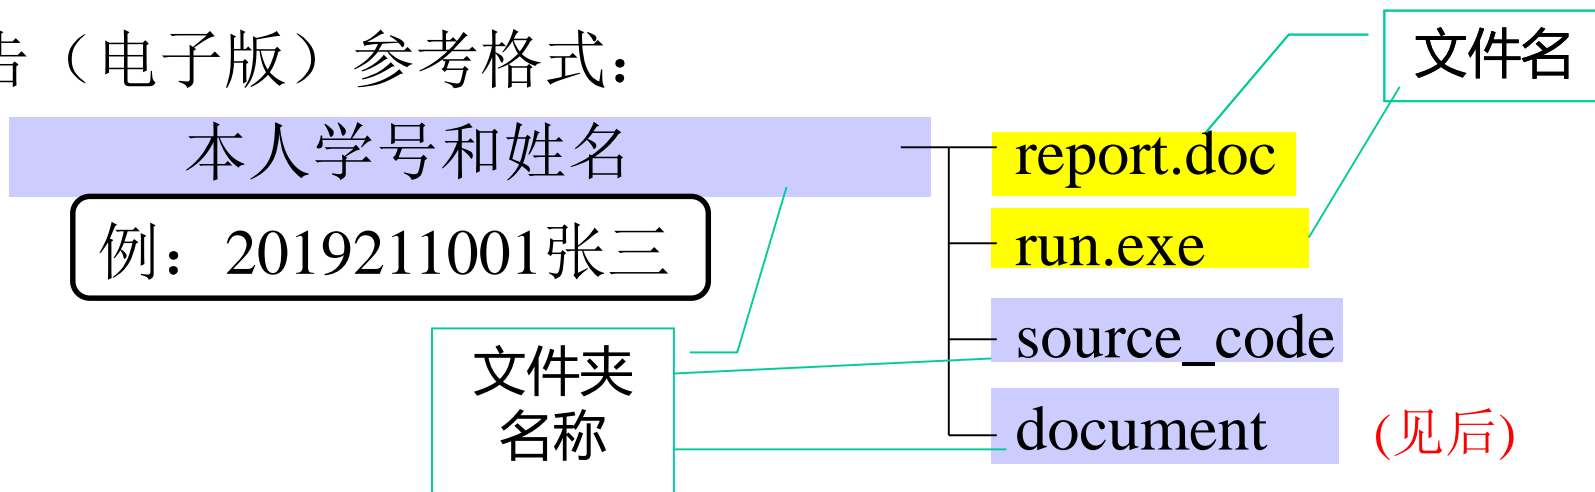 告（电子版）参考格式：
文件名
本人学号和姓名
report.doc
例：2019211001张三
run.exe
source_code
文件夹
名称
document
(见后)